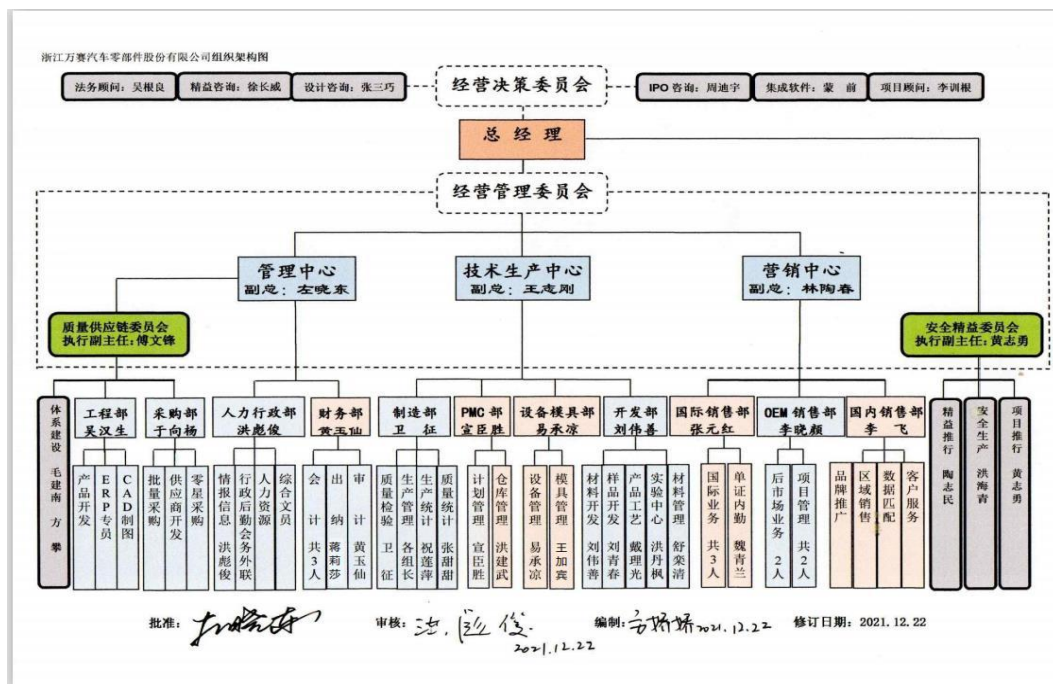 浙江万赛汽车零部件股份有限公司组织架构图
法务顾问：吴根良
精益咨询：徐长威
设计咨询：张三巧
经营决策委员会
IPO 咨询：周迪宇
集成软件：蒙 前
项目顾问：李训根
总 经 理
经营管理委员会
管理中心
副总：左晓东
技术生产中心
副总：王志刚
营销中心
副总：林陶春
质量供应链委员会
执行副主任：傅文锋
安全精益委员会
执行副主任：黄志勇
体系建设 毛建南 方 攀
工程部
吴汉生
采购部
于向杨
人力行政部
洪彪俊
财务部
黄玉仙
制造部
卫 征
PMC 部
宣臣胜
设备模具部
易承凉
开发部
刘伟善
国际销售部
张元红
OEM 销售部
李晓颜
国内销售部
李 飞
精益推行 陶志民
安全生产 洪海青
项目推行 黄志勇
产品开发
ERP专员
CAD制图
批量采购
供应商开发
零星采购
情报信息 洪彪俊
行政后勤会务外联
人力资源
综合文员
会 计 共3人
出 纳 蒋莉莎
审 计 黄玉仙
质量检验 卫 征
生产管理 各组长
生产统计 祝莲萍
质量统计 张甜甜
计划管理 宣臣胜
仓库管理 洪建武
设备管理 易承凉
模具管理 王加宾
材料开发 刘伟善
样品开发 刘青春
产品工艺 戴理光
实验中心 洪丹枫
材料管理 舒栾清
国际业务 共3人
单证内勤 魏青兰
后市场业务 2人
项目管理 共2人
品牌推广
区域销售
数据匹配
客户服务
批准：左晓东
审核：洪彪俊
2021.12.22
编制：方娇娇 2021.12.22
修订日期：2021.12.22